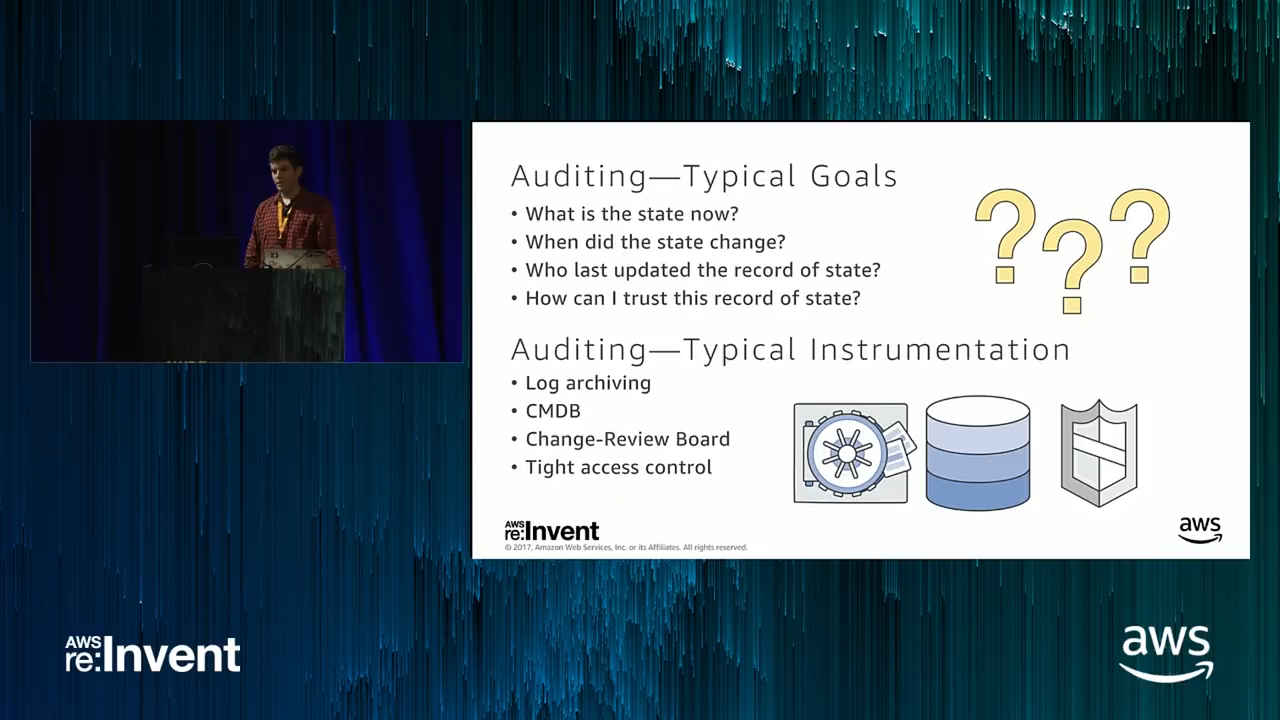 Auditing—Typical Goals
• What is the state now?
• When did the state change?
• Who last updated the record of state?
• How can I trust this record of state?
? ? ?
Auditing—Typical Instrumentation
• Log archiving
• CMDB
• Change-Review Board
• Tight access control
AWS
re:Invent
© 2017, Amazon Web Services, Inc. or its Affiliates. All rights reserved.
aws
AWS
re:Invent
aws